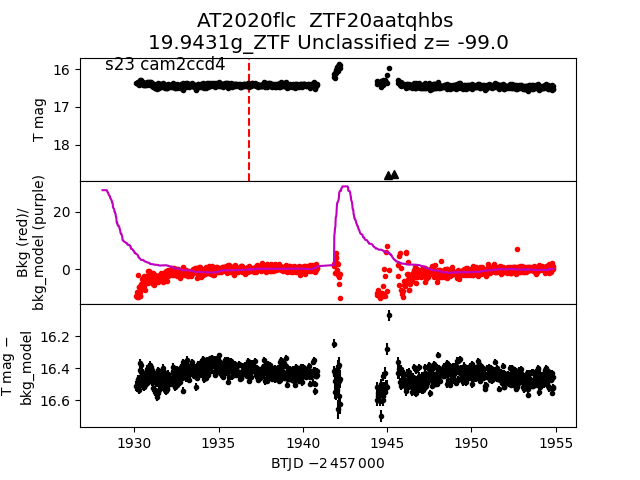 AT2020flc ZTF20aatqhbs
19.9431g_ZTF Unclassified z= -99.0
s23 cam2ccd4
T mag
16
17
18
Bkg (red)/
bkg_model (purple)
20
0
T mag −
bkg_model
16.2
16.4
16.6
1930 1935 1940 1945 1950 1955
BTJD −2 457 000